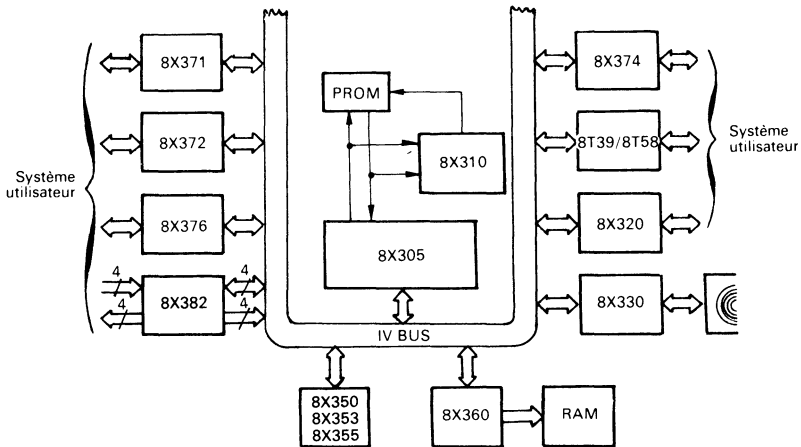 8X371
8X374
PROM
8X372
8X310
8T39/8T58
Système
utilisateur
Système
utilisateur
8X376
8X305
8X320
4
4
4
4
8X382
8X330
IV BUS
8X350
8X353
8X355
8X360
RAM